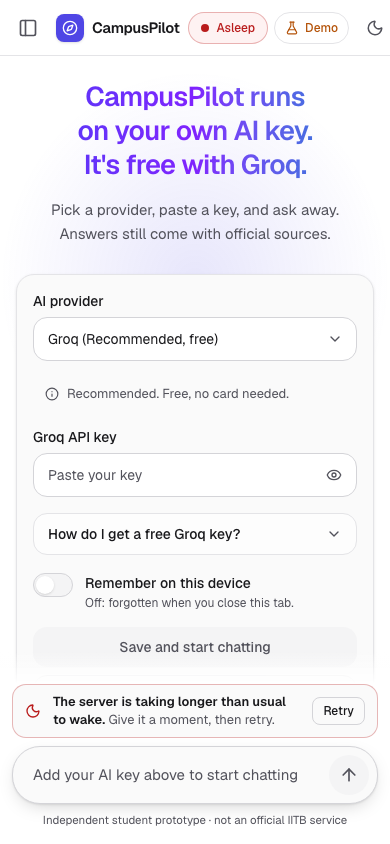 CampusPilot
Asleep
Demo
CampusPilot runs
on your own AI key.
It's free with Groq.
Pick a provider, paste a key, and ask away.
Answers still come with official sources.
AI provider
Groq (Recommended, free)
Recommended. Free, no card needed.
Groq API key
Paste your key
How do I get a free Groq key?
Remember on this device
Off: forgotten when you close this tab.
Save and start chatting
The server is taking longer than usual
to wake. Give it a moment, then retry.
Retry
Add your AI key above to start chatting
Independent student prototype · not an official IITB service